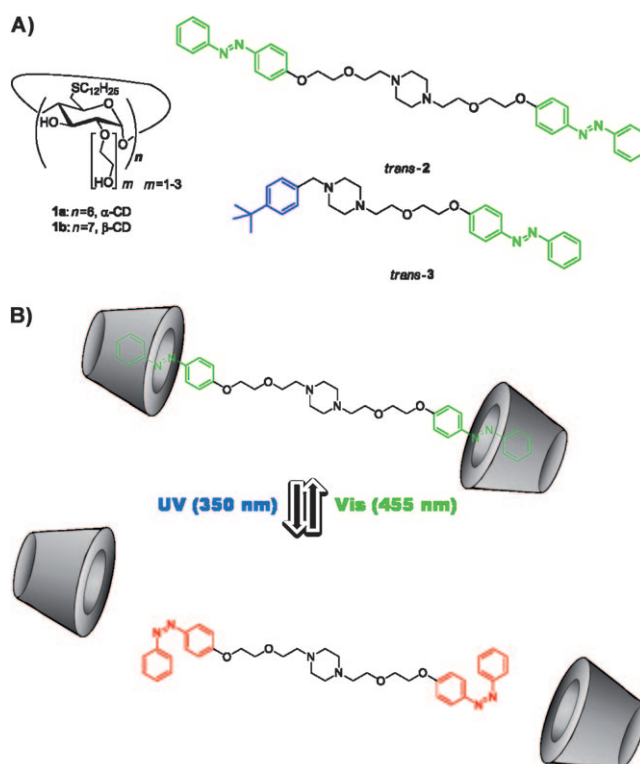 A)
SC12H25
HO
O
O
n
O
HO
m m=1-3
1a: n=6, α-CD
1b: n=7, β-CD
N=N
O
O
N
N
O
O
N=N
trans-2
N
N
O
O
N=N
trans-3
B)
N=N
O
O
N
N
O
O
N=N
UV (350 nm)
Vis (455 nm)
N=N
O
O
N
N
O
O
N=N